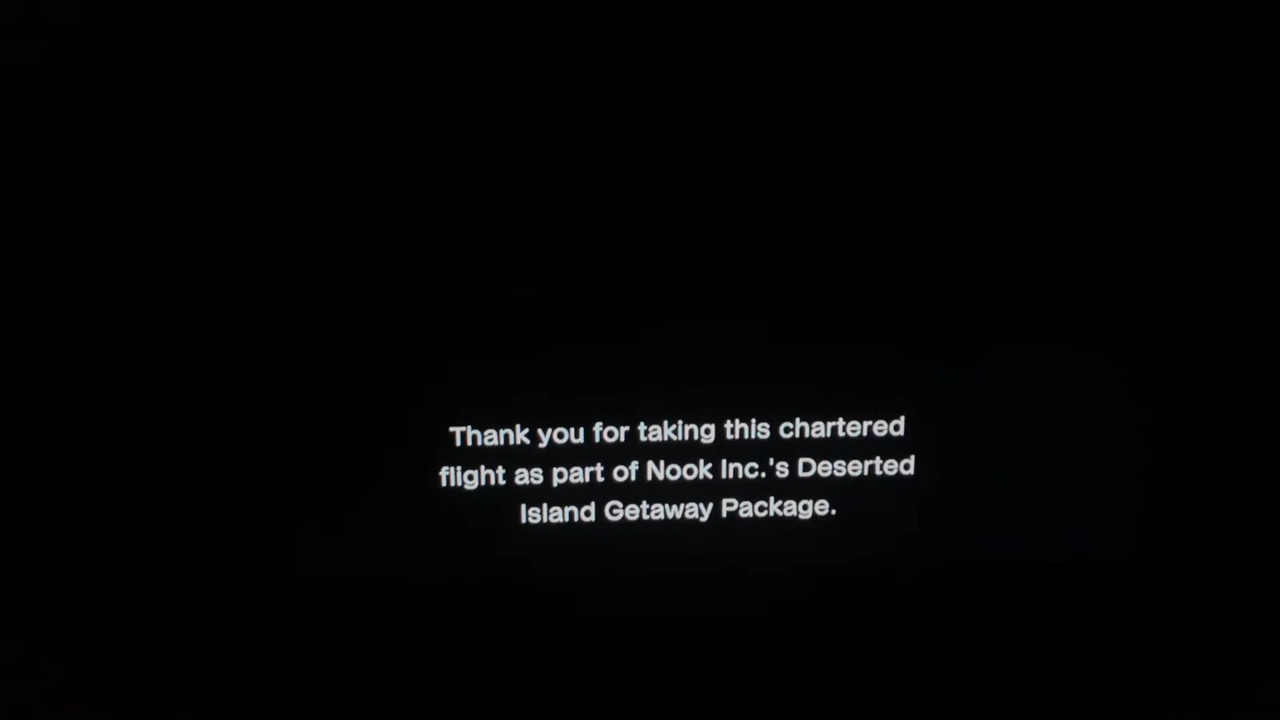 Thank you for taking this chartered
flight as part of Nook Inc.'s Deserted
Island Getaway Package.